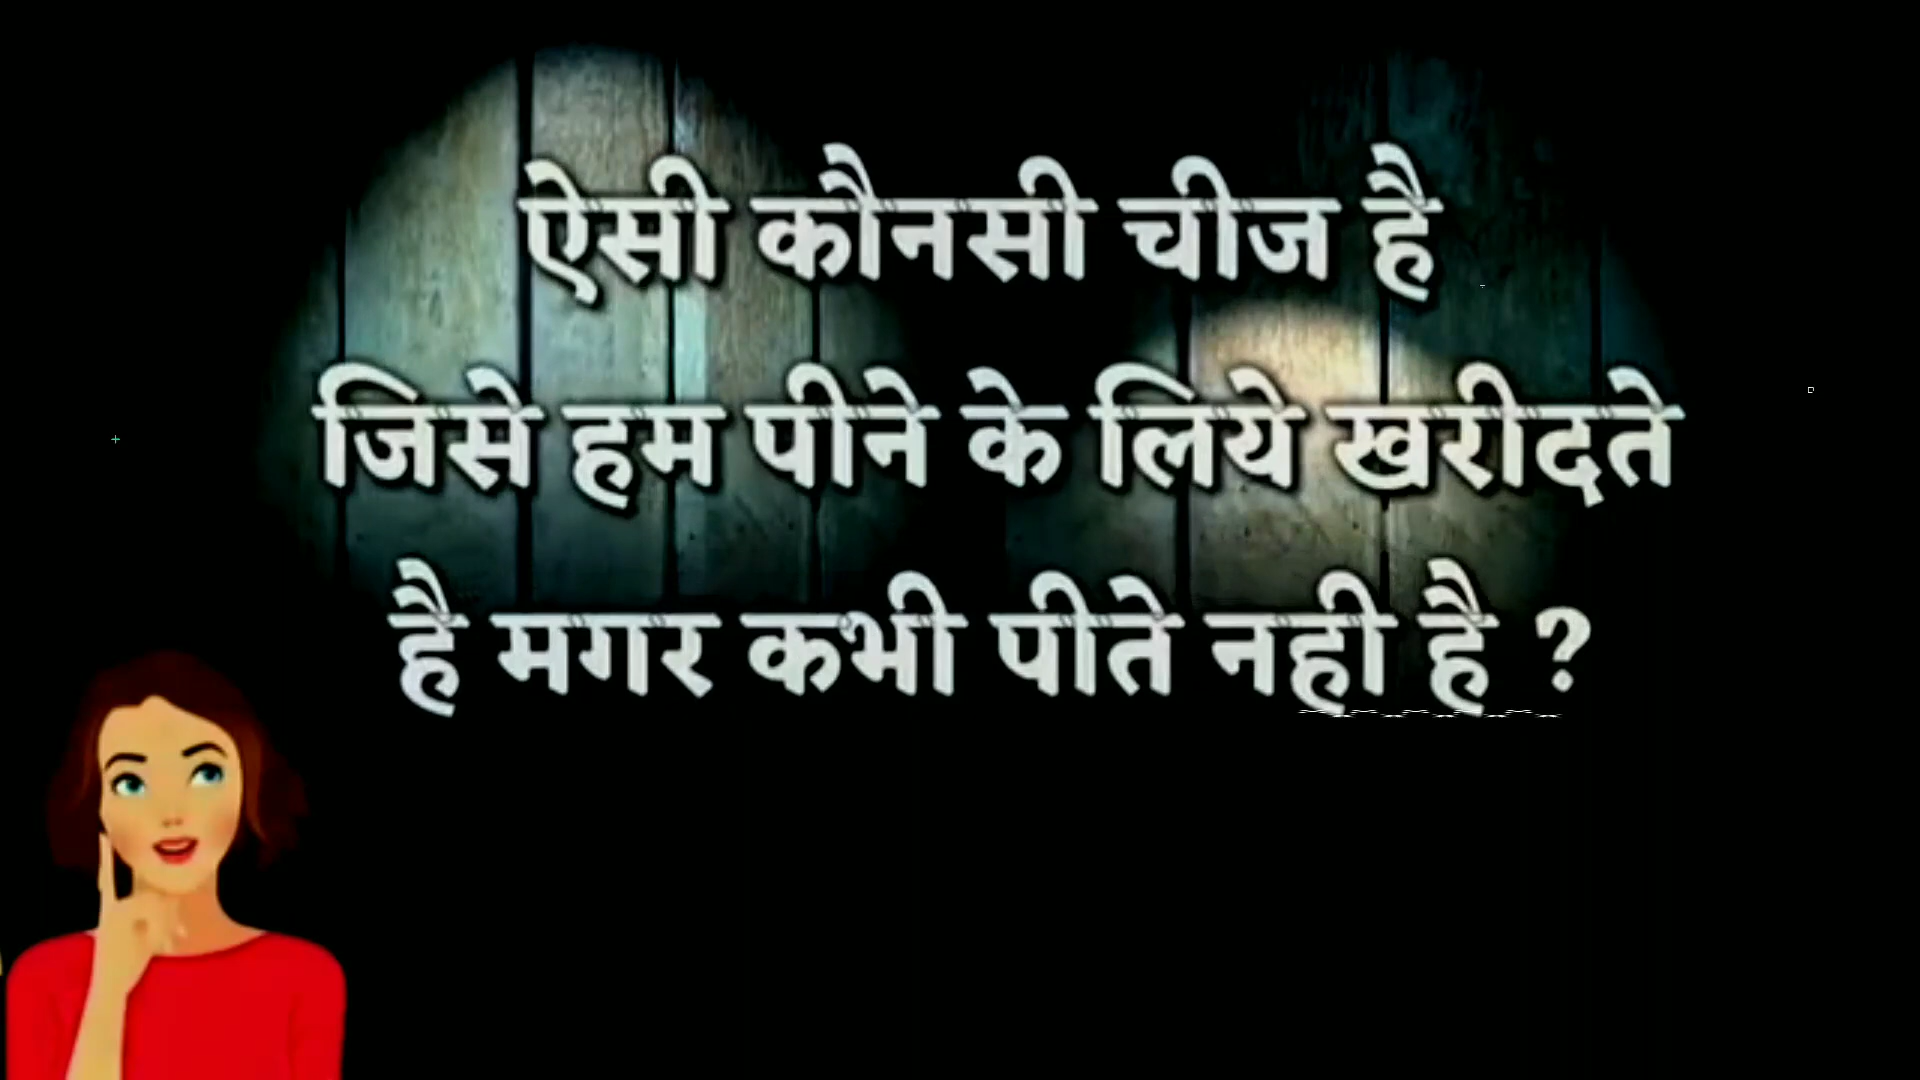 ऐसी कौनसी चीज है
जिसे हम पीने के लिये खरीदते
है मगर कभी पीते नही है ?